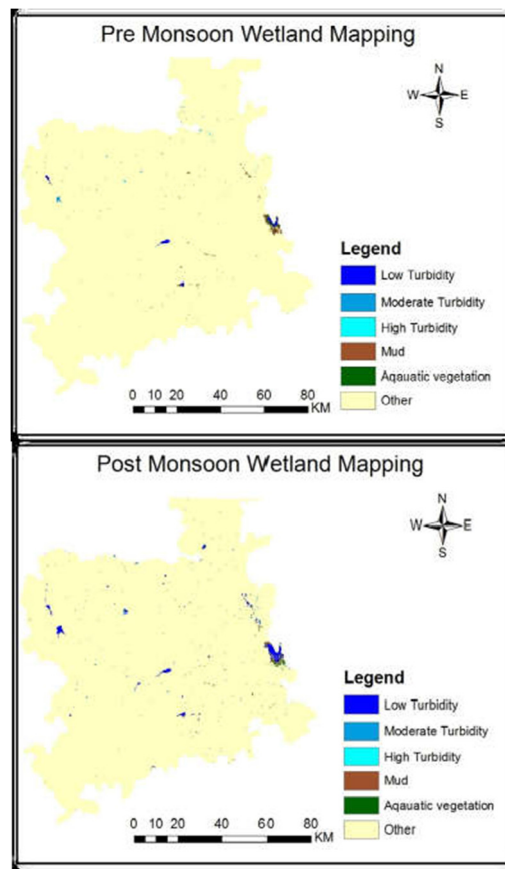 Pre Monsoon Wetland Mapping
N
W E
S
Legend
Low Turbidity
Moderate Turbidity
High Turbidity
Mud
Aqauatic vegetation
Other
0 10 20 40 60 80
KM
Post Monsoon Wetland Mapping
N
W E
S
Legend
Low Turbidity
Moderate Turbidity
High Turbidity
Mud
Aqauatic vegetation
Other
0 10 20 40 60 80
KM